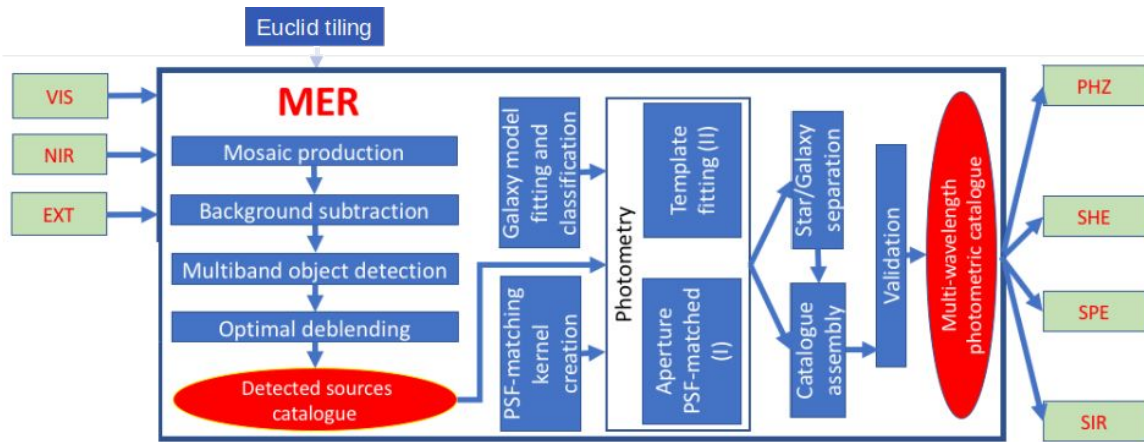 Euclid tiling
VIS
NIR
EXT
MER
Mosaic production
Background subtraction
Multiband object detection
Optimal deblending
Detected sources
catalogue
Galaxy model
fitting and
classification
PSF-matching
kernel
creation
Photometry
Template
fitting (II)
Aperture
PSF-matched
(I)
Star/Galaxy
separation
Catalogue
assembly
Validation
Multi-wavelength
photometric catalogue
PHZ
SHE
SPE
SIR